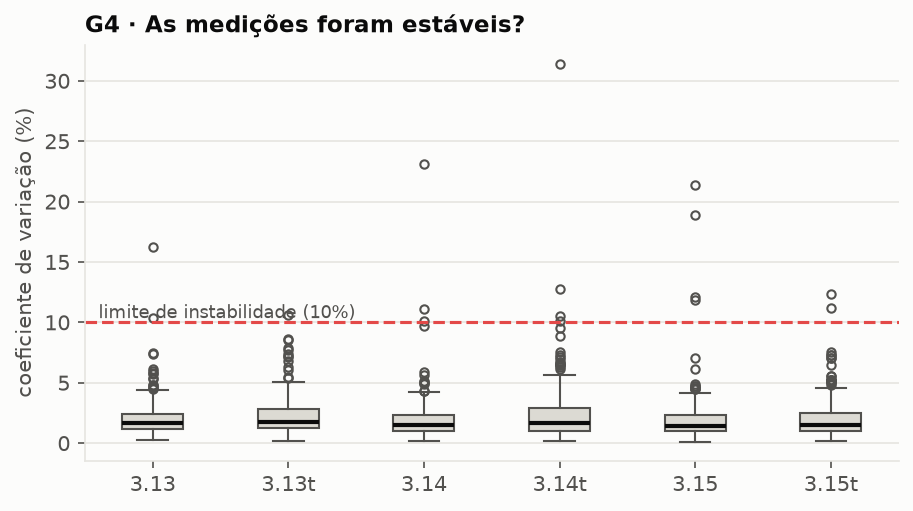 G4 · As medições foram estáveis?
coeficiente de variação (%)
30
25
20
15
10
5
0
limite de instabilidade (10%)
3.13
3.13t
3.14
3.14t
3.15
3.15t